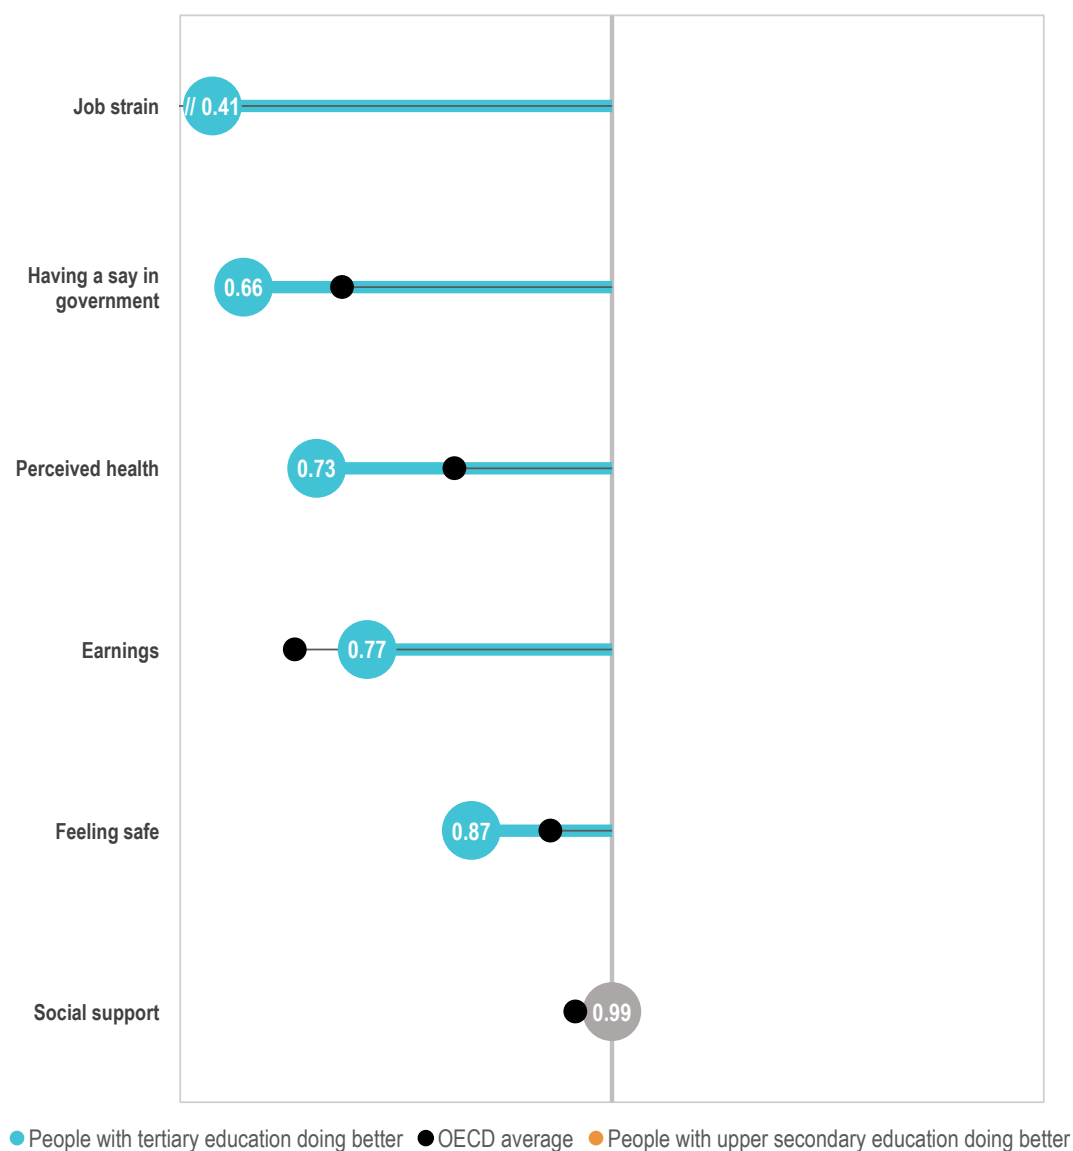 Job strain
// 0.41
Having a say in
government
0.66
Perceived health
0.73
Earnings
0.77
Feeling safe
0.87
Social support
0.99
People with tertiary education doing better OECD average People with upper secondary education doing better